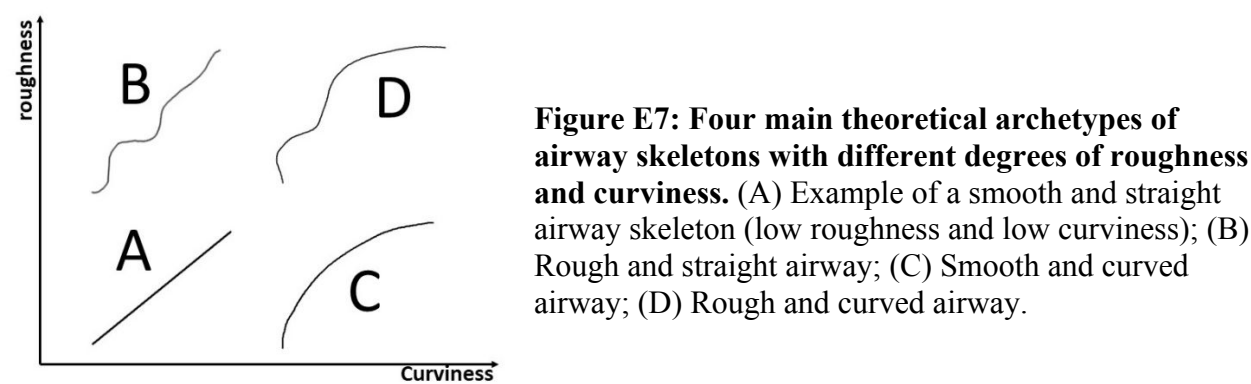 roughness
B
D
A
C
Curviness
Figure E7: Four main theoretical archetypes of
airway skeletons with different degrees of roughness
and curviness. (A) Example of a smooth and straight
airway skeleton (low roughness and low curviness); (B)
Rough and straight airway; (C) Smooth and curved
airway; (D) Rough and curved airway.